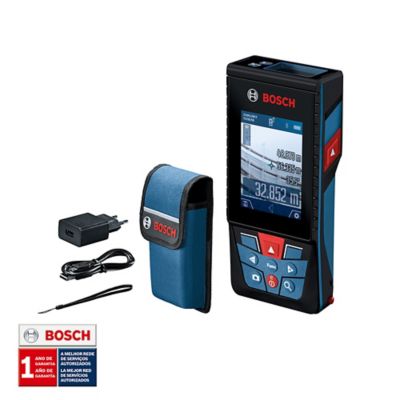 BOSCH
32.852 m
Func
BOSCH
BOSCH
1
ANO DE
GARANTIA
AÑO DE
GARANTÍA
A MELHOR REDE
DE SERVIÇOS
AUTORIZADOS
LA MEJOR RED
DE SERVICIOS
AUTORIZADOS